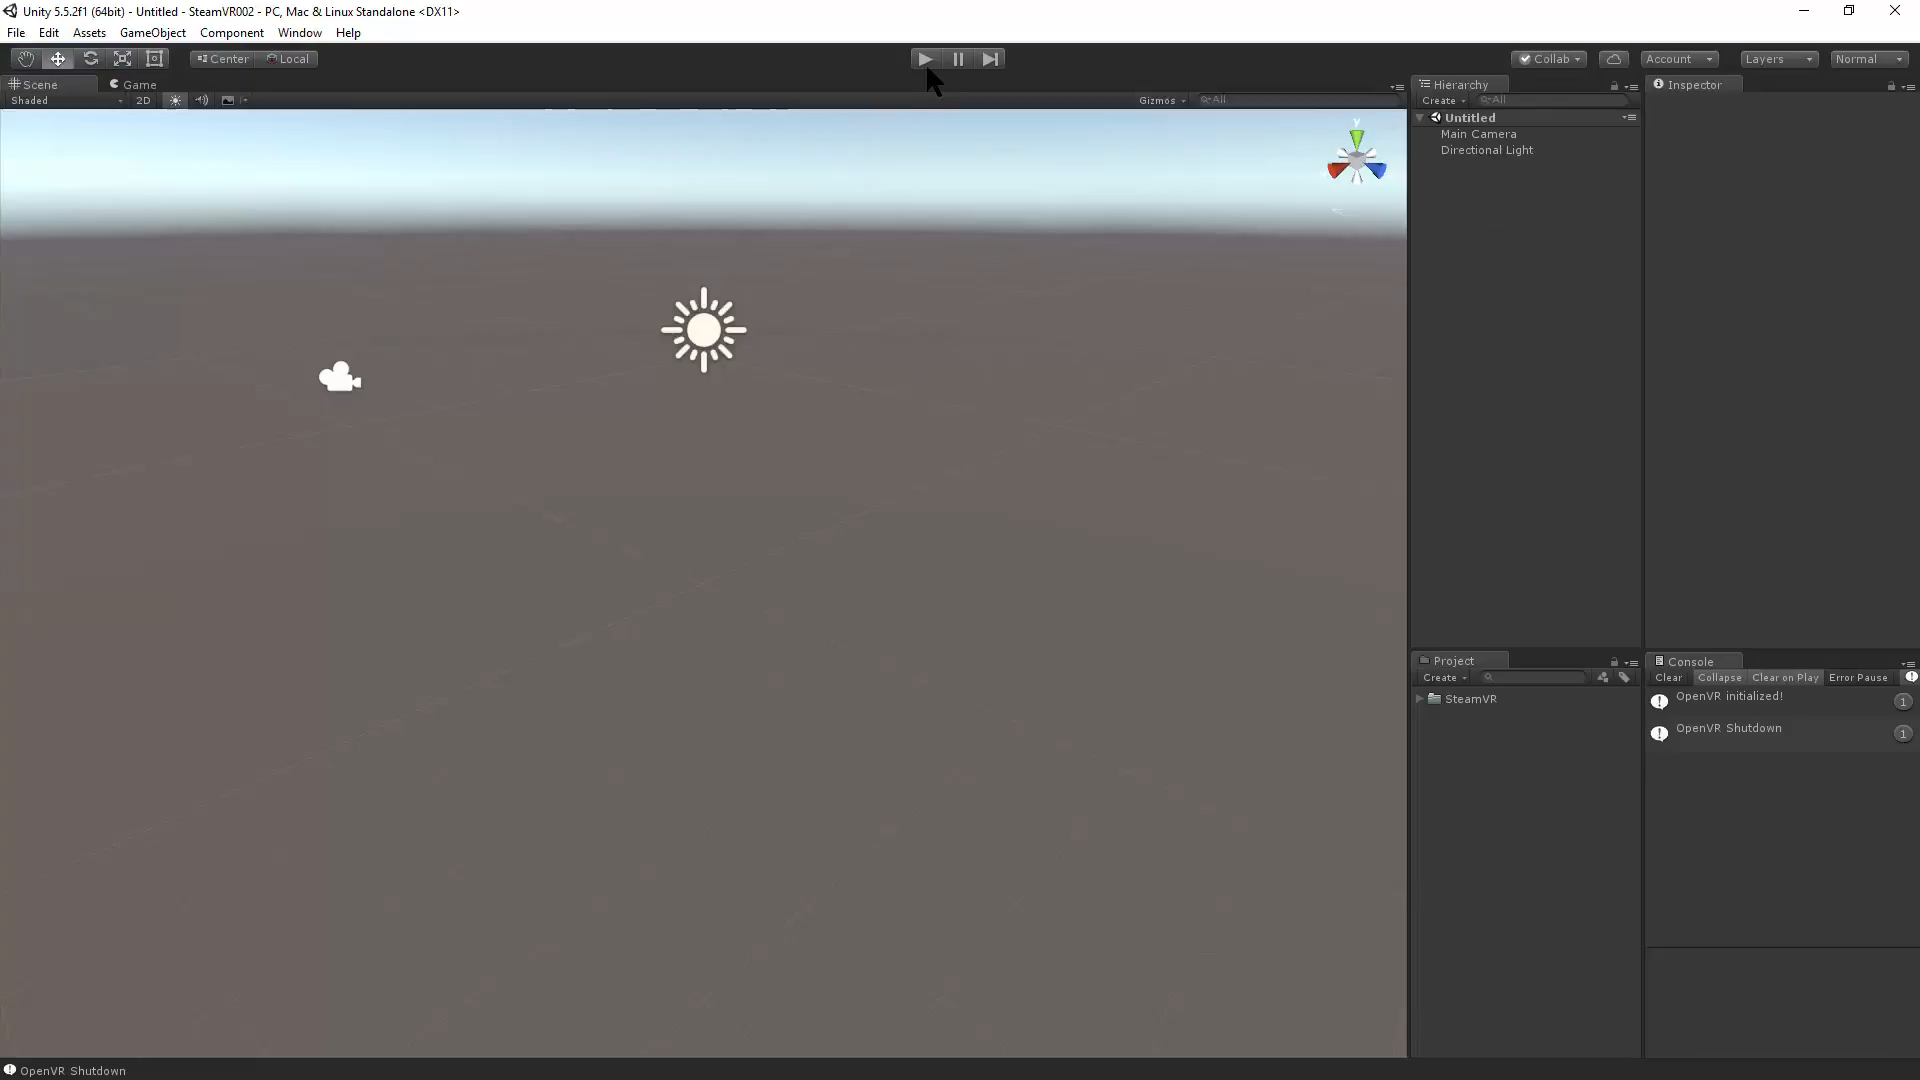 Unity 5.5.2f1 (64bit) - Untitled - SteamVR002 - PC, Mac & Linux Standalone <DX11>
File Edit Assets GameObject Component Window Help
Center Local Collab Account Layers Normal
Scene Game Hierarchy Inspector
Shaded 2D Gizmos All Create All
Untitled
Main Camera
Directional Light
y
Project Console
Create Clear Collapse Clear on Play Error Pause
SteamVR
OpenVR initialized! 1
OpenVR Shutdown 1
OpenVR Shutdown